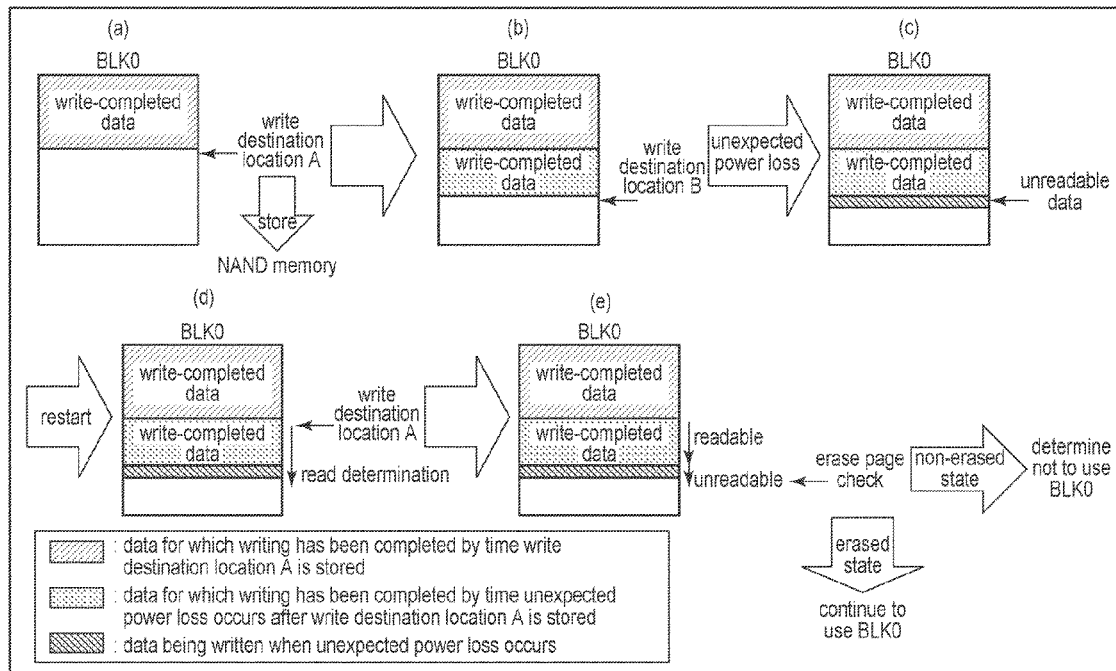 (a)
BLK0
write-completed
data
write
destination
location A
store
NAND memory
(b)
BLK0
write-completed
data
write-completed
data
write
destination
location B
unexpected
power loss
(c)
BLK0
write-completed
data
write-completed
data
unreadable
data
restart
(d)
BLK0
write-completed
data
write-completed
data
write
destination
location A
read determination
(e)
BLK0
write-completed
data
write-completed
data
readable
unreadable
erase page
check
non-erased
state
determine
not to use
BLK0
erased
state
continue to
use BLK0
: data for which writing has been completed by time write
destination location A is stored
: data for which writing has been completed by time unexpected
power loss occurs after write destination location A is stored
: data being written when unexpected power loss occurs